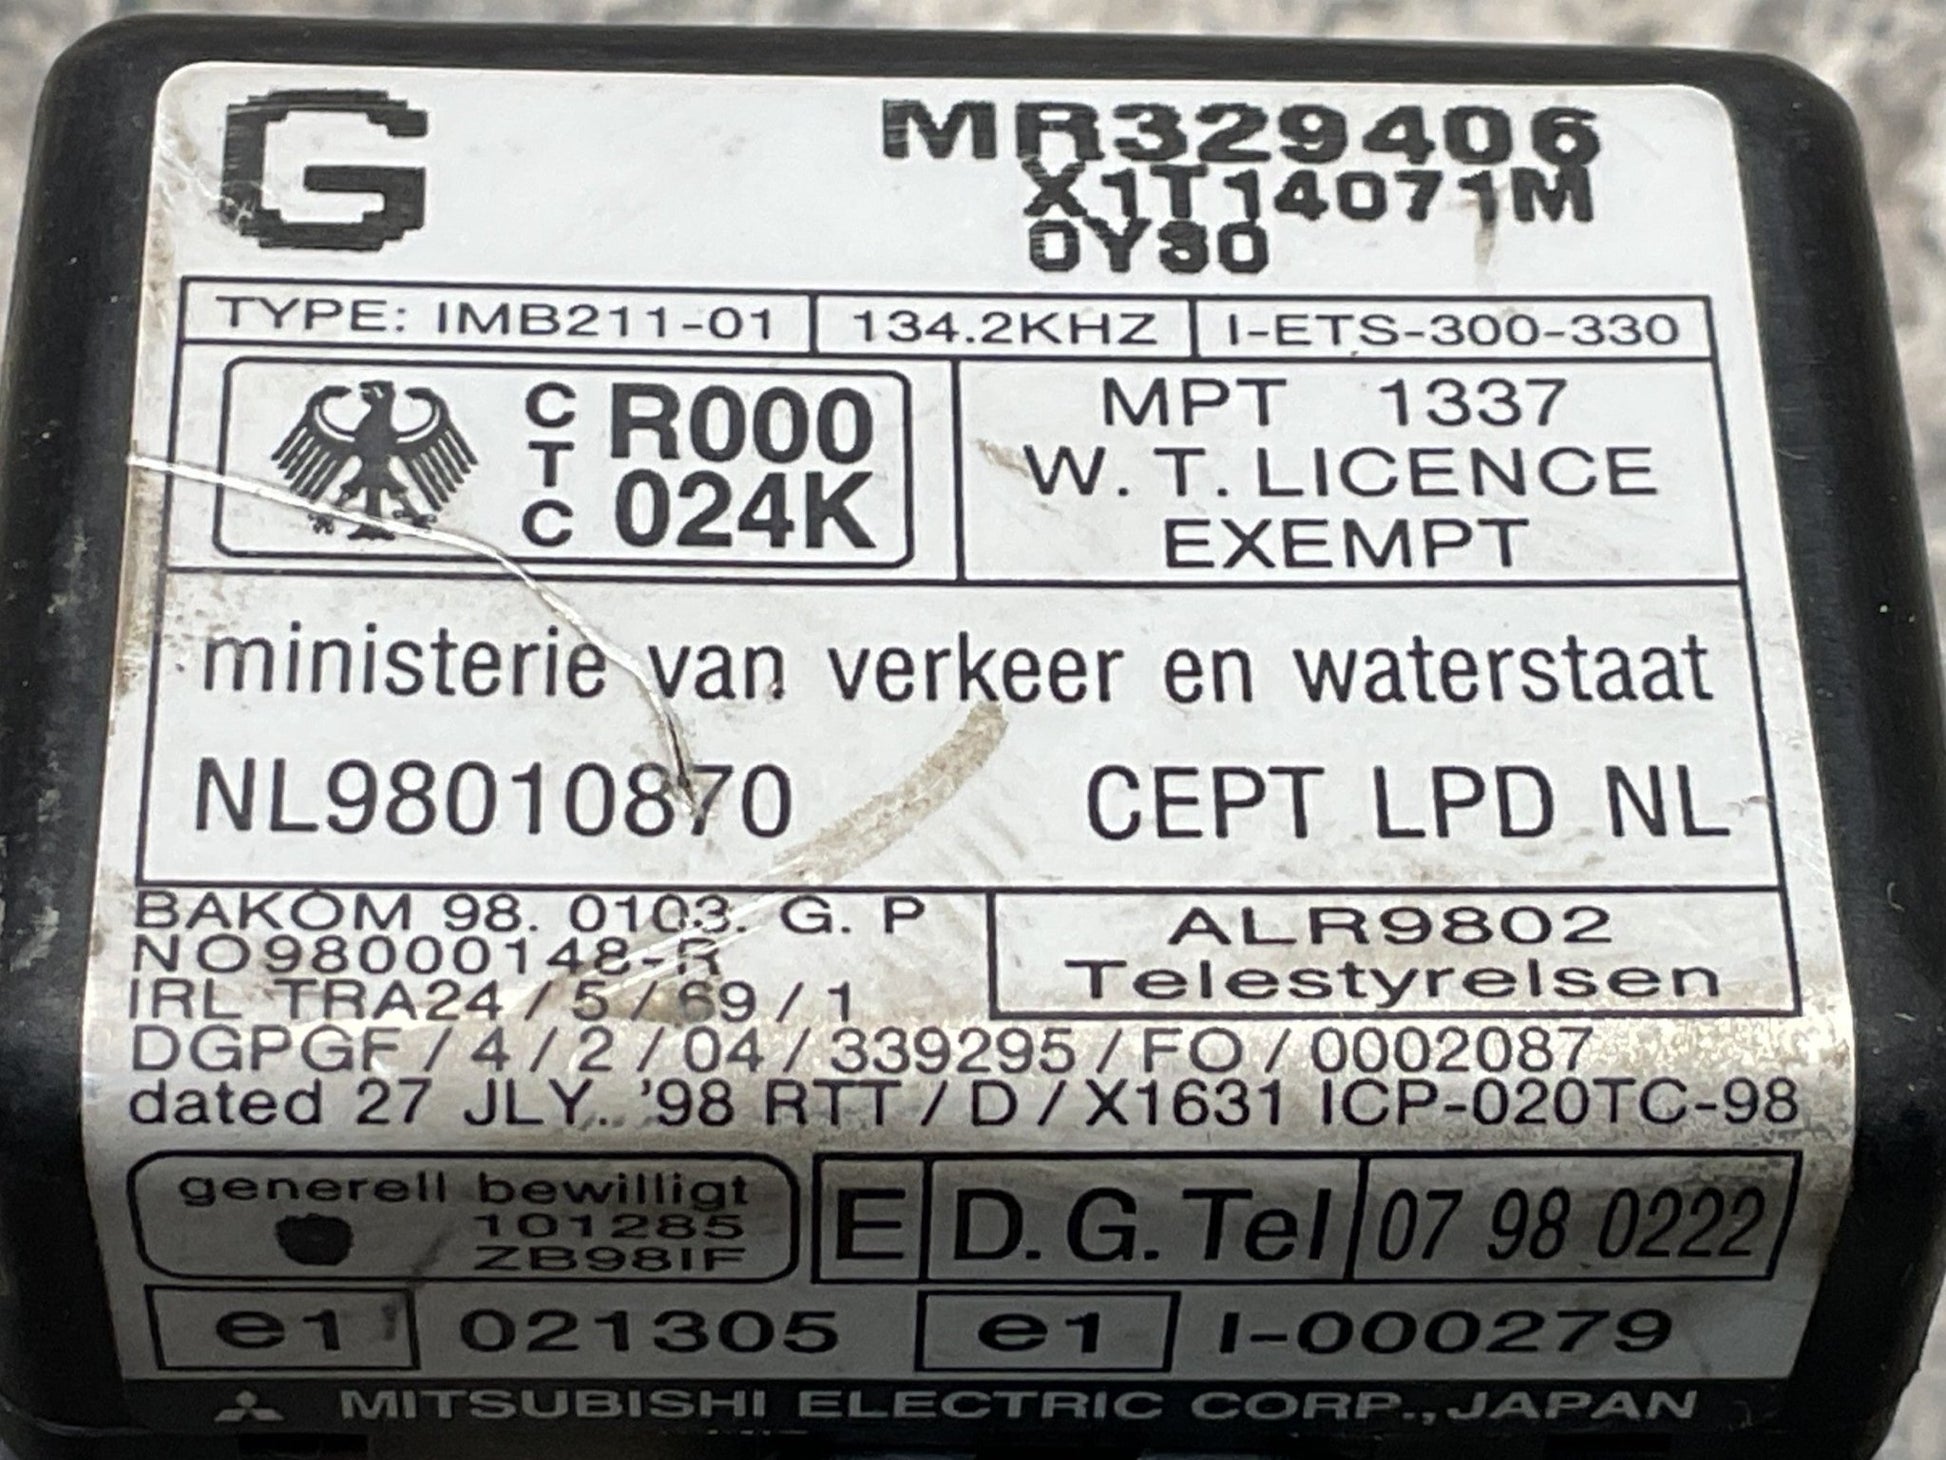 G
MR329406
X1T14071M
0Y30
TYPE: IMB211-01
134.2KHZ
I-ETS-300-330
CTC
R000
024K
MPT 1337
W. T. LICENCE
EXEMPT
ministerie van verkeer en waterstaat
NL98010870
CEPT LPD NL
BAKOM 98. 0103. G. P
NO98000148-R
IRL TRA24 / 5 / 69 / 1
ALR9802
Telestyrelsen
DGPGF / 4 / 2 / 04 / 339295 / FO / 0002087
dated 27 JLY. '98 RTT / D / X1631 ICP-020TC-98
generell bewilligt
101285
ZB98IF
E
D. G. Tel
07 98 0222
e1
021305
e1
I-000279
MITSUBISHI ELECTRIC CORP., JAPAN